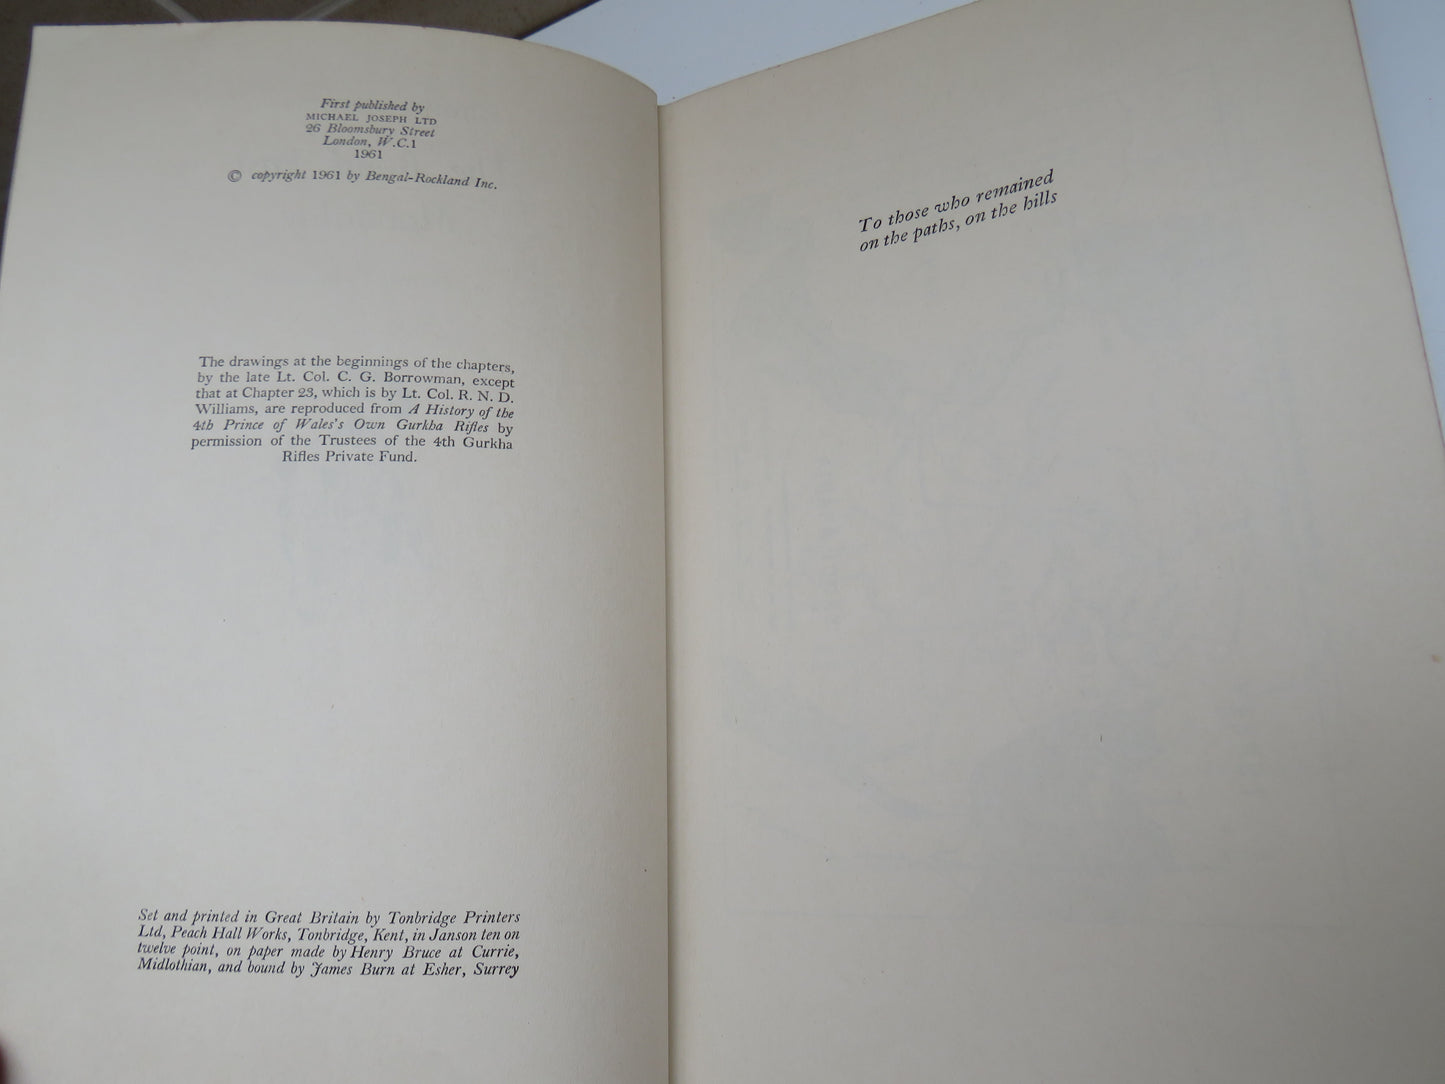 First published by
MICHAEL JOSEPH LTD
26 Bloomsbury Street
London, W.C.1
1961
© copyright 1961 by Bengal-Rockland Inc.
The drawings at the beginnings of the chapters,
by the late Lt. Col. C. G. Borrowman, except
that at Chapter 23, which is by Lt. Col. R. N. D.
Williams, are reproduced from A History of the
4th Prince of Wales's Own Gurkha Rifles by
permission of the Trustees of the 4th Gurkha
Rifles Private Fund.
Set and printed in Great Britain by Tonbridge Printers
Ltd, Peach Hall Works, Tonbridge, Kent, in Janson ten on
twelve point, on paper made by Henry Bruce at Currie,
Midlothian, and bound by James Burn at Esher, Surrey
To those who remained
on the paths, on the hills